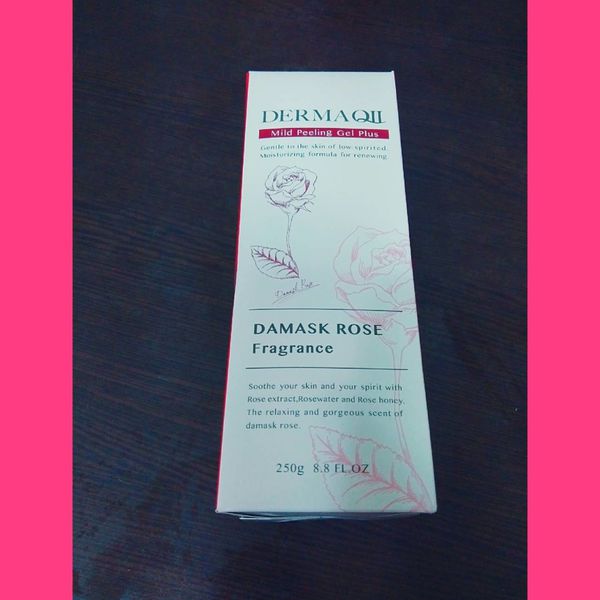 DERMAQII
Mild Peeling Gel Plus
Gentle to the skin of low-spirited.
Moisturizing formula for renewing.
Damask Rose
DAMASK ROSE
Fragrance
Soothe your skin and your spirit with
Rose extract,Rosewater and Rose honey.
The relaxing and gorgeous scent of
damask rose.
250g 8.8 FL.OZ